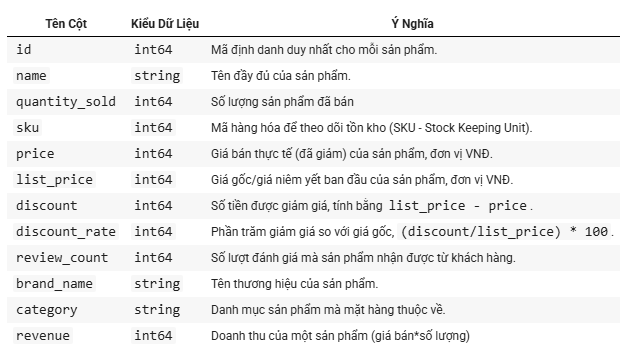 Tên Cột Kiểu Dữ Liệu Ý Nghĩa
id int64 Mã định danh duy nhất cho mỗi sản phẩm.
name string Tên đầy đủ của sản phẩm.
quantity_sold int64 Số lượng sản phẩm đã bán
sku int64 Mã hàng hóa để theo dõi tồn kho (SKU - Stock Keeping Unit).
price int64 Giá bán thực tế (đã giảm) của sản phẩm, đơn vị VNĐ.
list_price int64 Giá gốc/giá niêm yết ban đầu của sản phẩm, đơn vị VNĐ.
discount int64 Số tiền được giảm giá, tính bằng list_price - price.
discount_rate int64 Phần trăm giảm giá so với giá gốc, (discount/list_price) * 100.
review_count int64 Số lượt đánh giá mà sản phẩm nhận được từ khách hàng.
brand_name string Tên thương hiệu của sản phẩm.
category string Danh mục sản phẩm mà mặt hàng thuộc về.
revenue int64 Doanh thu của một sản phẩm (giá bán*số lượng)